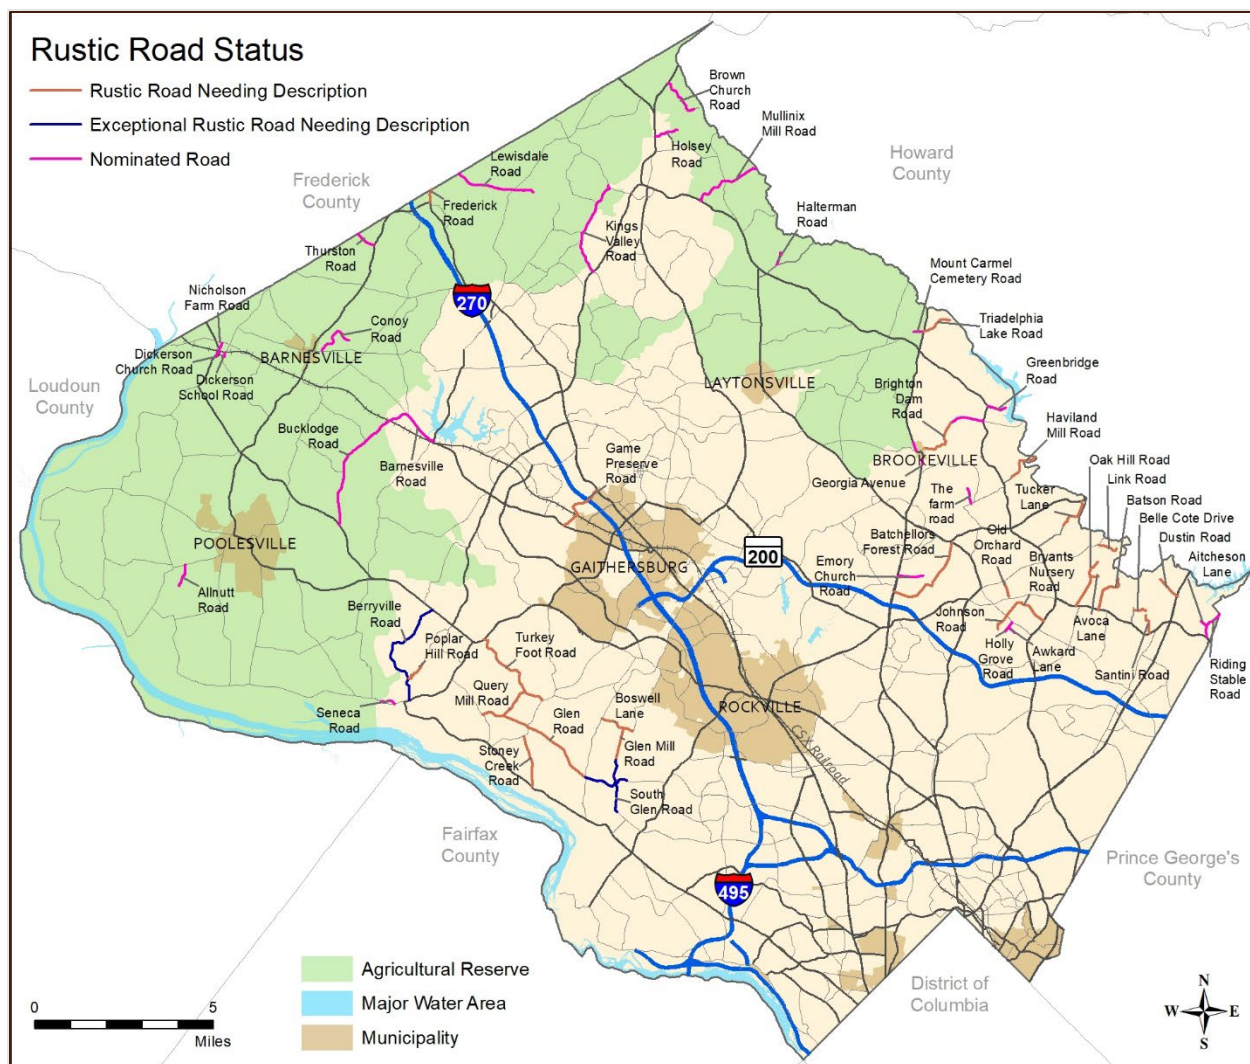 Rustic Road Status
Rustic Road Needing Description
Exceptional Rustic Road Needing Description
Nominated Road
Brown
Church
Road
Mullinix
Mill Road
Holsey
Road
Howard
County
Lewisdale
Road
Frederick
County
Frederick
Road
Halterman
Road
Kings
Valley
Road
Thurston
Road
Mount Carmel
Cemetery Road
Nicholson
Farm Road
270
Triadelphia
Lake Road
Conoy
Road
Dickerson
Church Road
BARNESVILLE
Greenbridge
Road
Loudoun
County
Dickerson
School Road
LAYTONSVILLE
Brighton
Dam
Road
Haviland
Mill Road
Bucklodge
Road
Barnesville
Road
Game
Preserve
Road
BROOKEVILLE
Oak Hill Road
Georgia Avenue
Link Road
The
farm
road
Tucker
Lane
Batson Road
Belle Cote Drive
Dustin Road
Aitcheson
Lane
POOLESVILLE
Batchellors
Forest Road
Old
Orchard
Road
Bryants
Nursery
Road
200
GAITHERSBURG
Emory
Church
Road
Allnutt
Road
Berryville
Road
Poplar
Hill Road
Turkey
Foot Road
Johnson
Road
Holly
Grove
Road
Awkard
Lane
Avoca
Lane
Santini Road
Riding
Stable
Road
Query
Mill Road
Glen
Road
Boswell
Lane
ROCKVILLE
Seneca
Road
Stoney
Creek
Road
Glen Mill
Road
CSX Railroad
South
Glen Road
Fairfax
County
Prince George's
County
495
Agricultural Reserve
Major Water Area
Municipality
District of
Columbia
0 5
Miles
N
W E
S